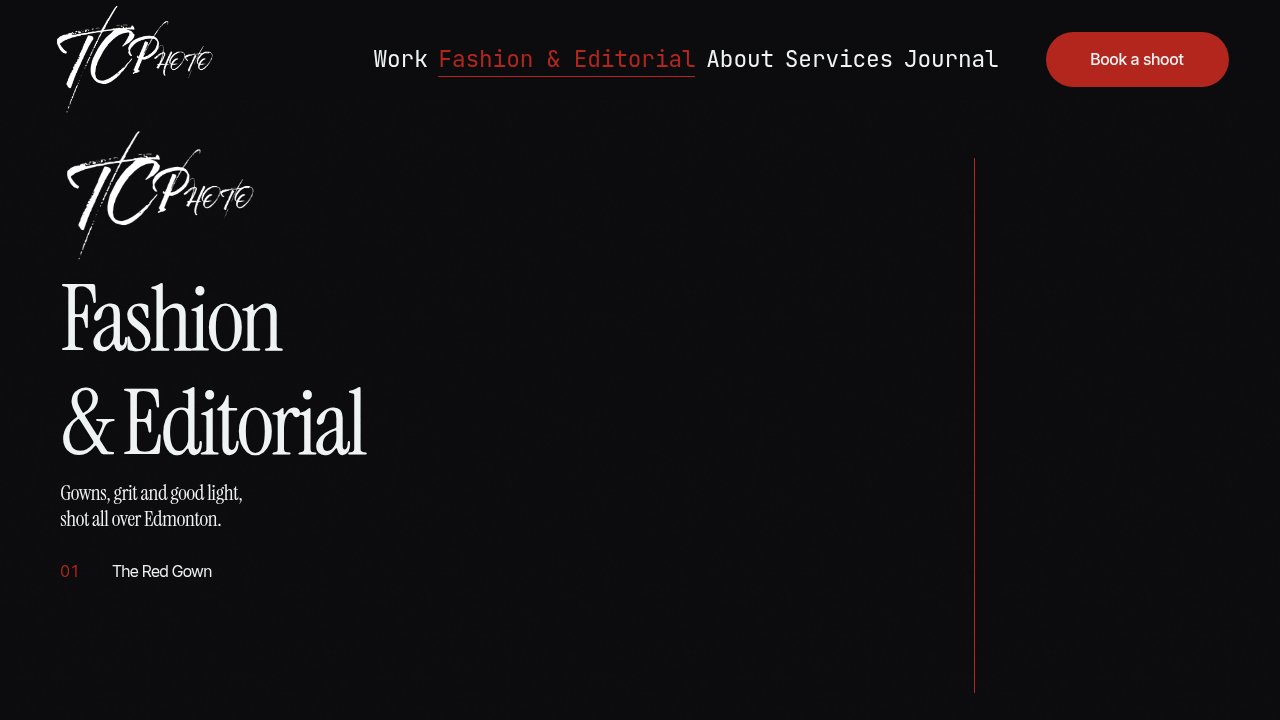 TCPhoto
Work Fashion & Editorial About Services Journal
Book a shoot
TCPhoto
Fashion
& Editorial
Gowns, grit and good light,
shot all over Edmonton.
01 The Red Gown